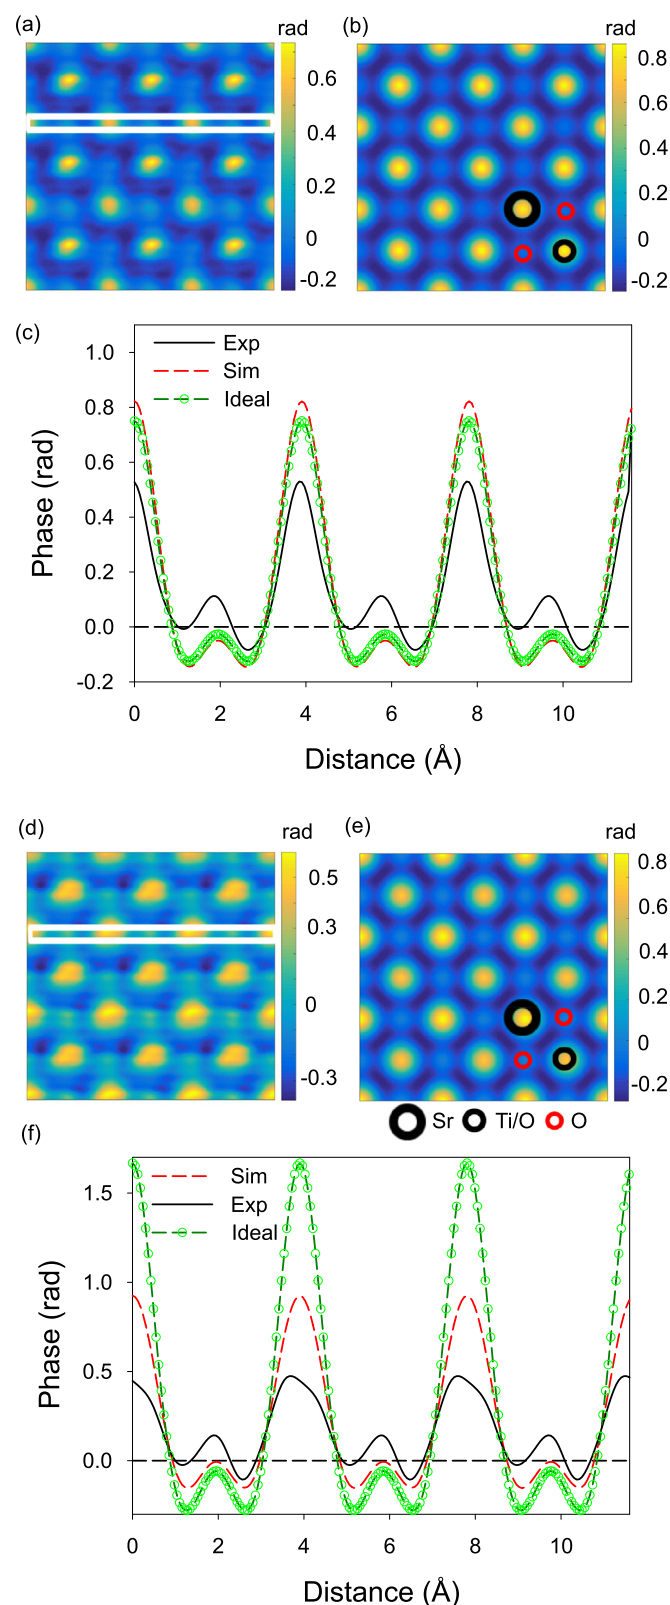 (a)
rad
(b)
rad
0.6
0.4
0.2
0
-0.2
0.8
0.6
0.4
0.2
0
-0.2
(c)
Exp
Sim
Ideal
1.0
0.8
0.6
0.4
0.2
0.0
-0.2
Phase (rad)
0 2 4 6 8 10
Distance (Å)
(d)
rad
(e)
rad
0.5
0.3
0
-0.3
0.8
0.6
0.4
0.2
0
-0.2
Sr Ti/O O
(f)
Sim
Exp
Ideal
1.5
1.0
0.5
0.0
Phase (rad)
0 2 4 6 8 10
Distance (Å)